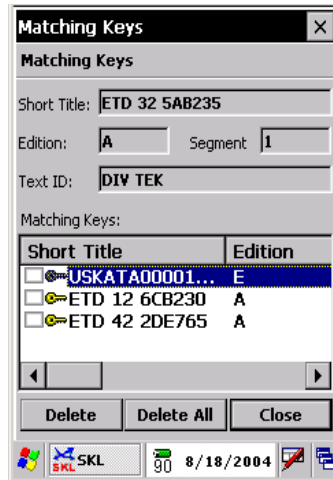 Matching Keys
Matching Keys
Short Title: ETD 32 5AB235
Edition: A Segment 1
Text ID: DIV TEK
Matching Keys:
Short Title Edition
USKATA00001... E
ETD 12 6CB230 A
ETD 42 2DE765 A
Delete Delete All Close
SKL SKL 90 8/18/2004